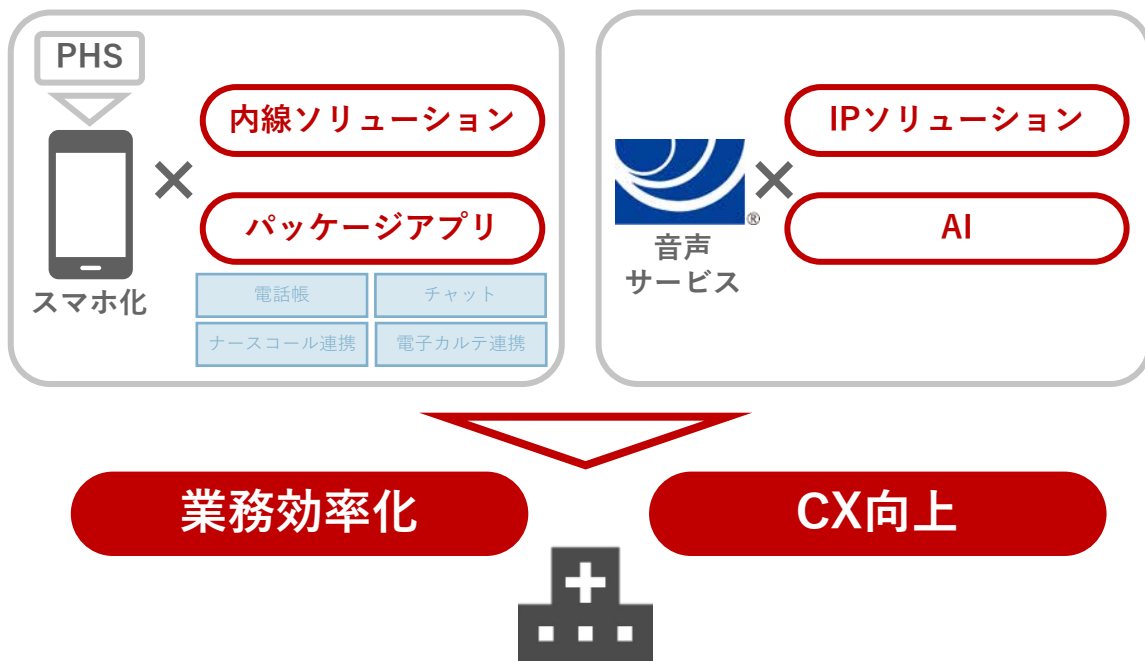 PHS
内線ソリューション
パッケージアプリ
スマホ化
電話帳
チャット
ナースコール連携
電子カルテ連携
IPソリューション
AI
®
音声
サービス
業務効率化
CX向上